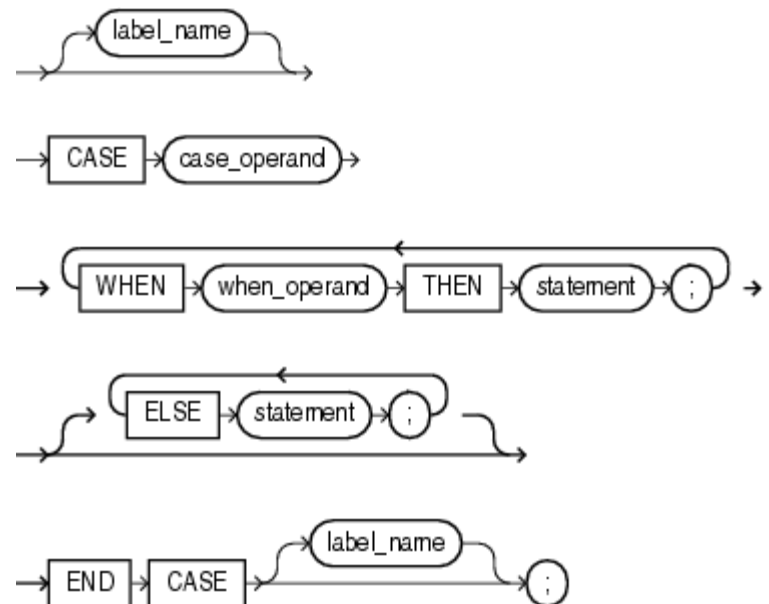 label_name
CASE case_operand
WHEN when_operand THEN statement ;
ELSE statement ;
label_name
END CASE ;